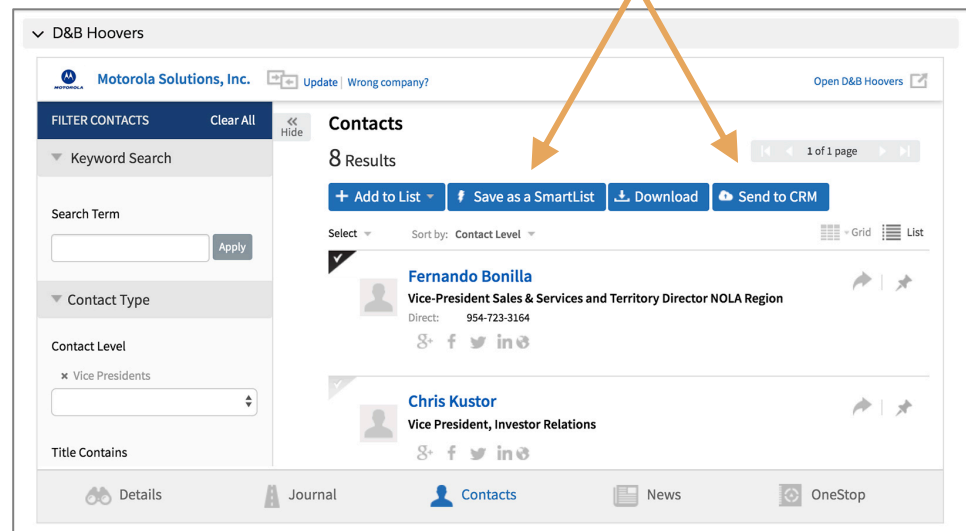 D&B Hoovers
MOTOROLA
Motorola Solutions, Inc. Update | Wrong company? Open D&B Hoovers
FILTER CONTACTS Clear All
Hide
Contacts
Keyword Search
8 Results
1 of 1 page
+ Add to List Save as a SmartList Download Send to CRM
Search Term
Apply
Select Sort by: Contact Level Grid List
Fernando Bonilla
Vice-President Sales & Services and Territory Director NOLA Region
Direct: 954-723-3164
Contact Type
Contact Level
× Vice Presidents
Chris Kustor
Vice President, Investor Relations
Title Contains
Details Journal Contacts News OneStop